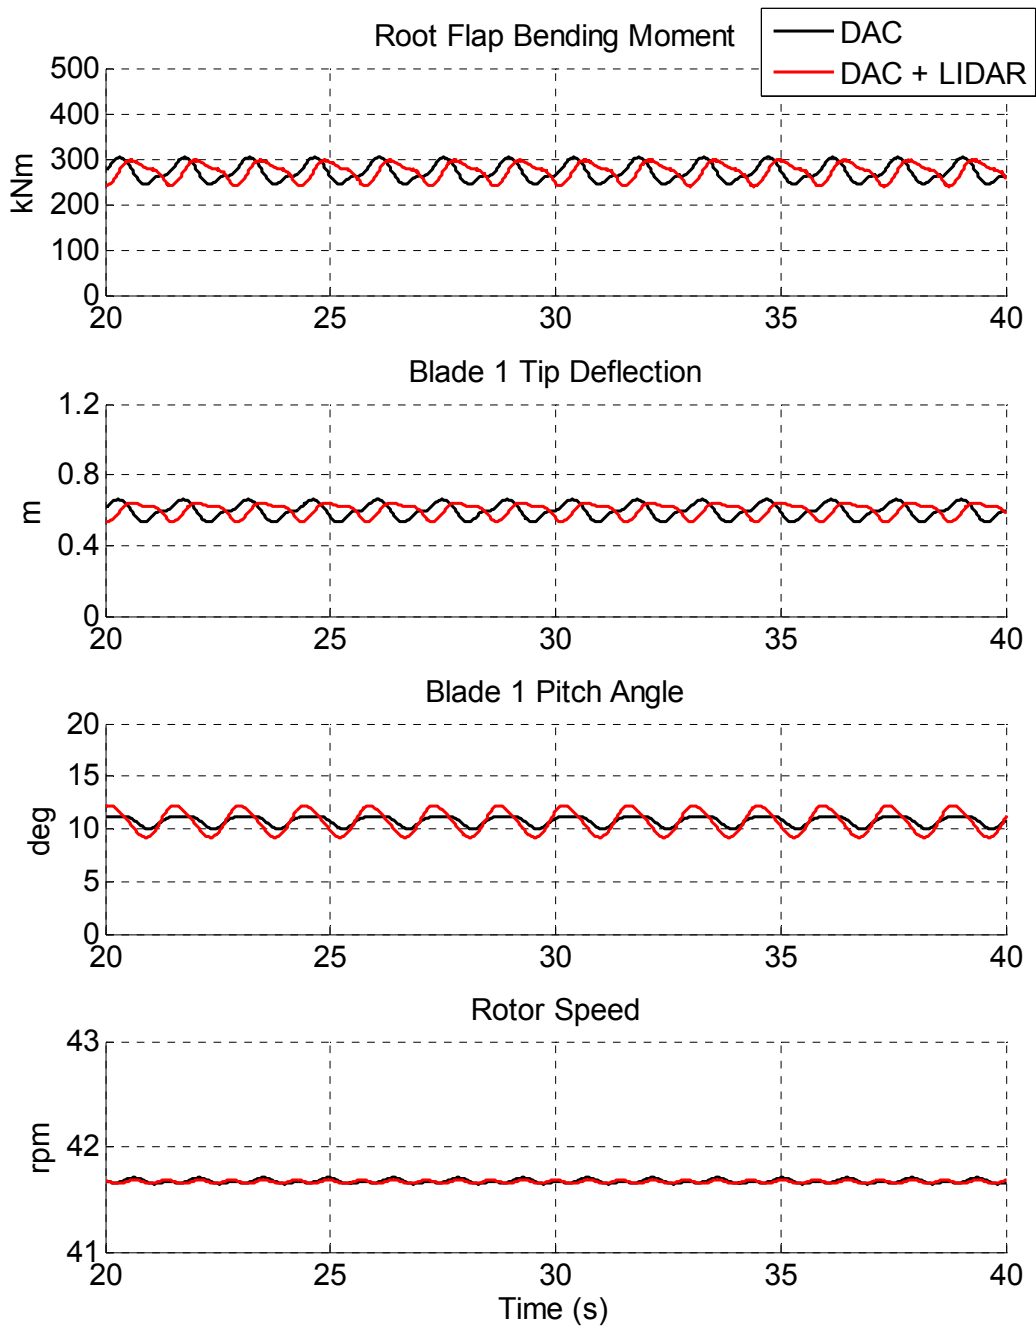 Root Flap Bending Moment
DAC
DAC + LIDAR
500
400
300
200
100
0
kNm
20 25 30 35 40
Blade 1 Tip Deflection
1.2
0.8
0.4
0
m
20 25 30 35 40
Blade 1 Pitch Angle
20
15
10
5
0
deg
20 25 30 35 40
Rotor Speed
43
42
41
rpm
20 25 30 35 40
Time (s)